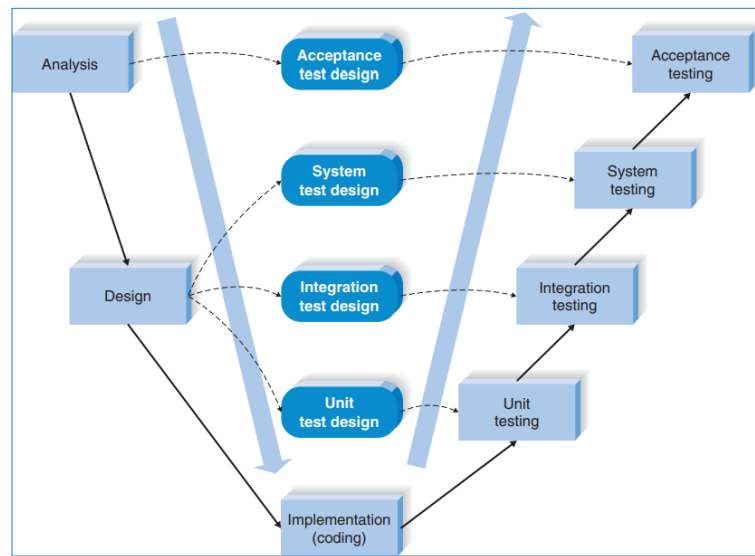 Analysis
Acceptance
test design
Acceptance
testing
System
test design
System
testing
Design
Integration
test design
Integration
testing
Unit
test design
Unit
testing
Implementation
(coding)